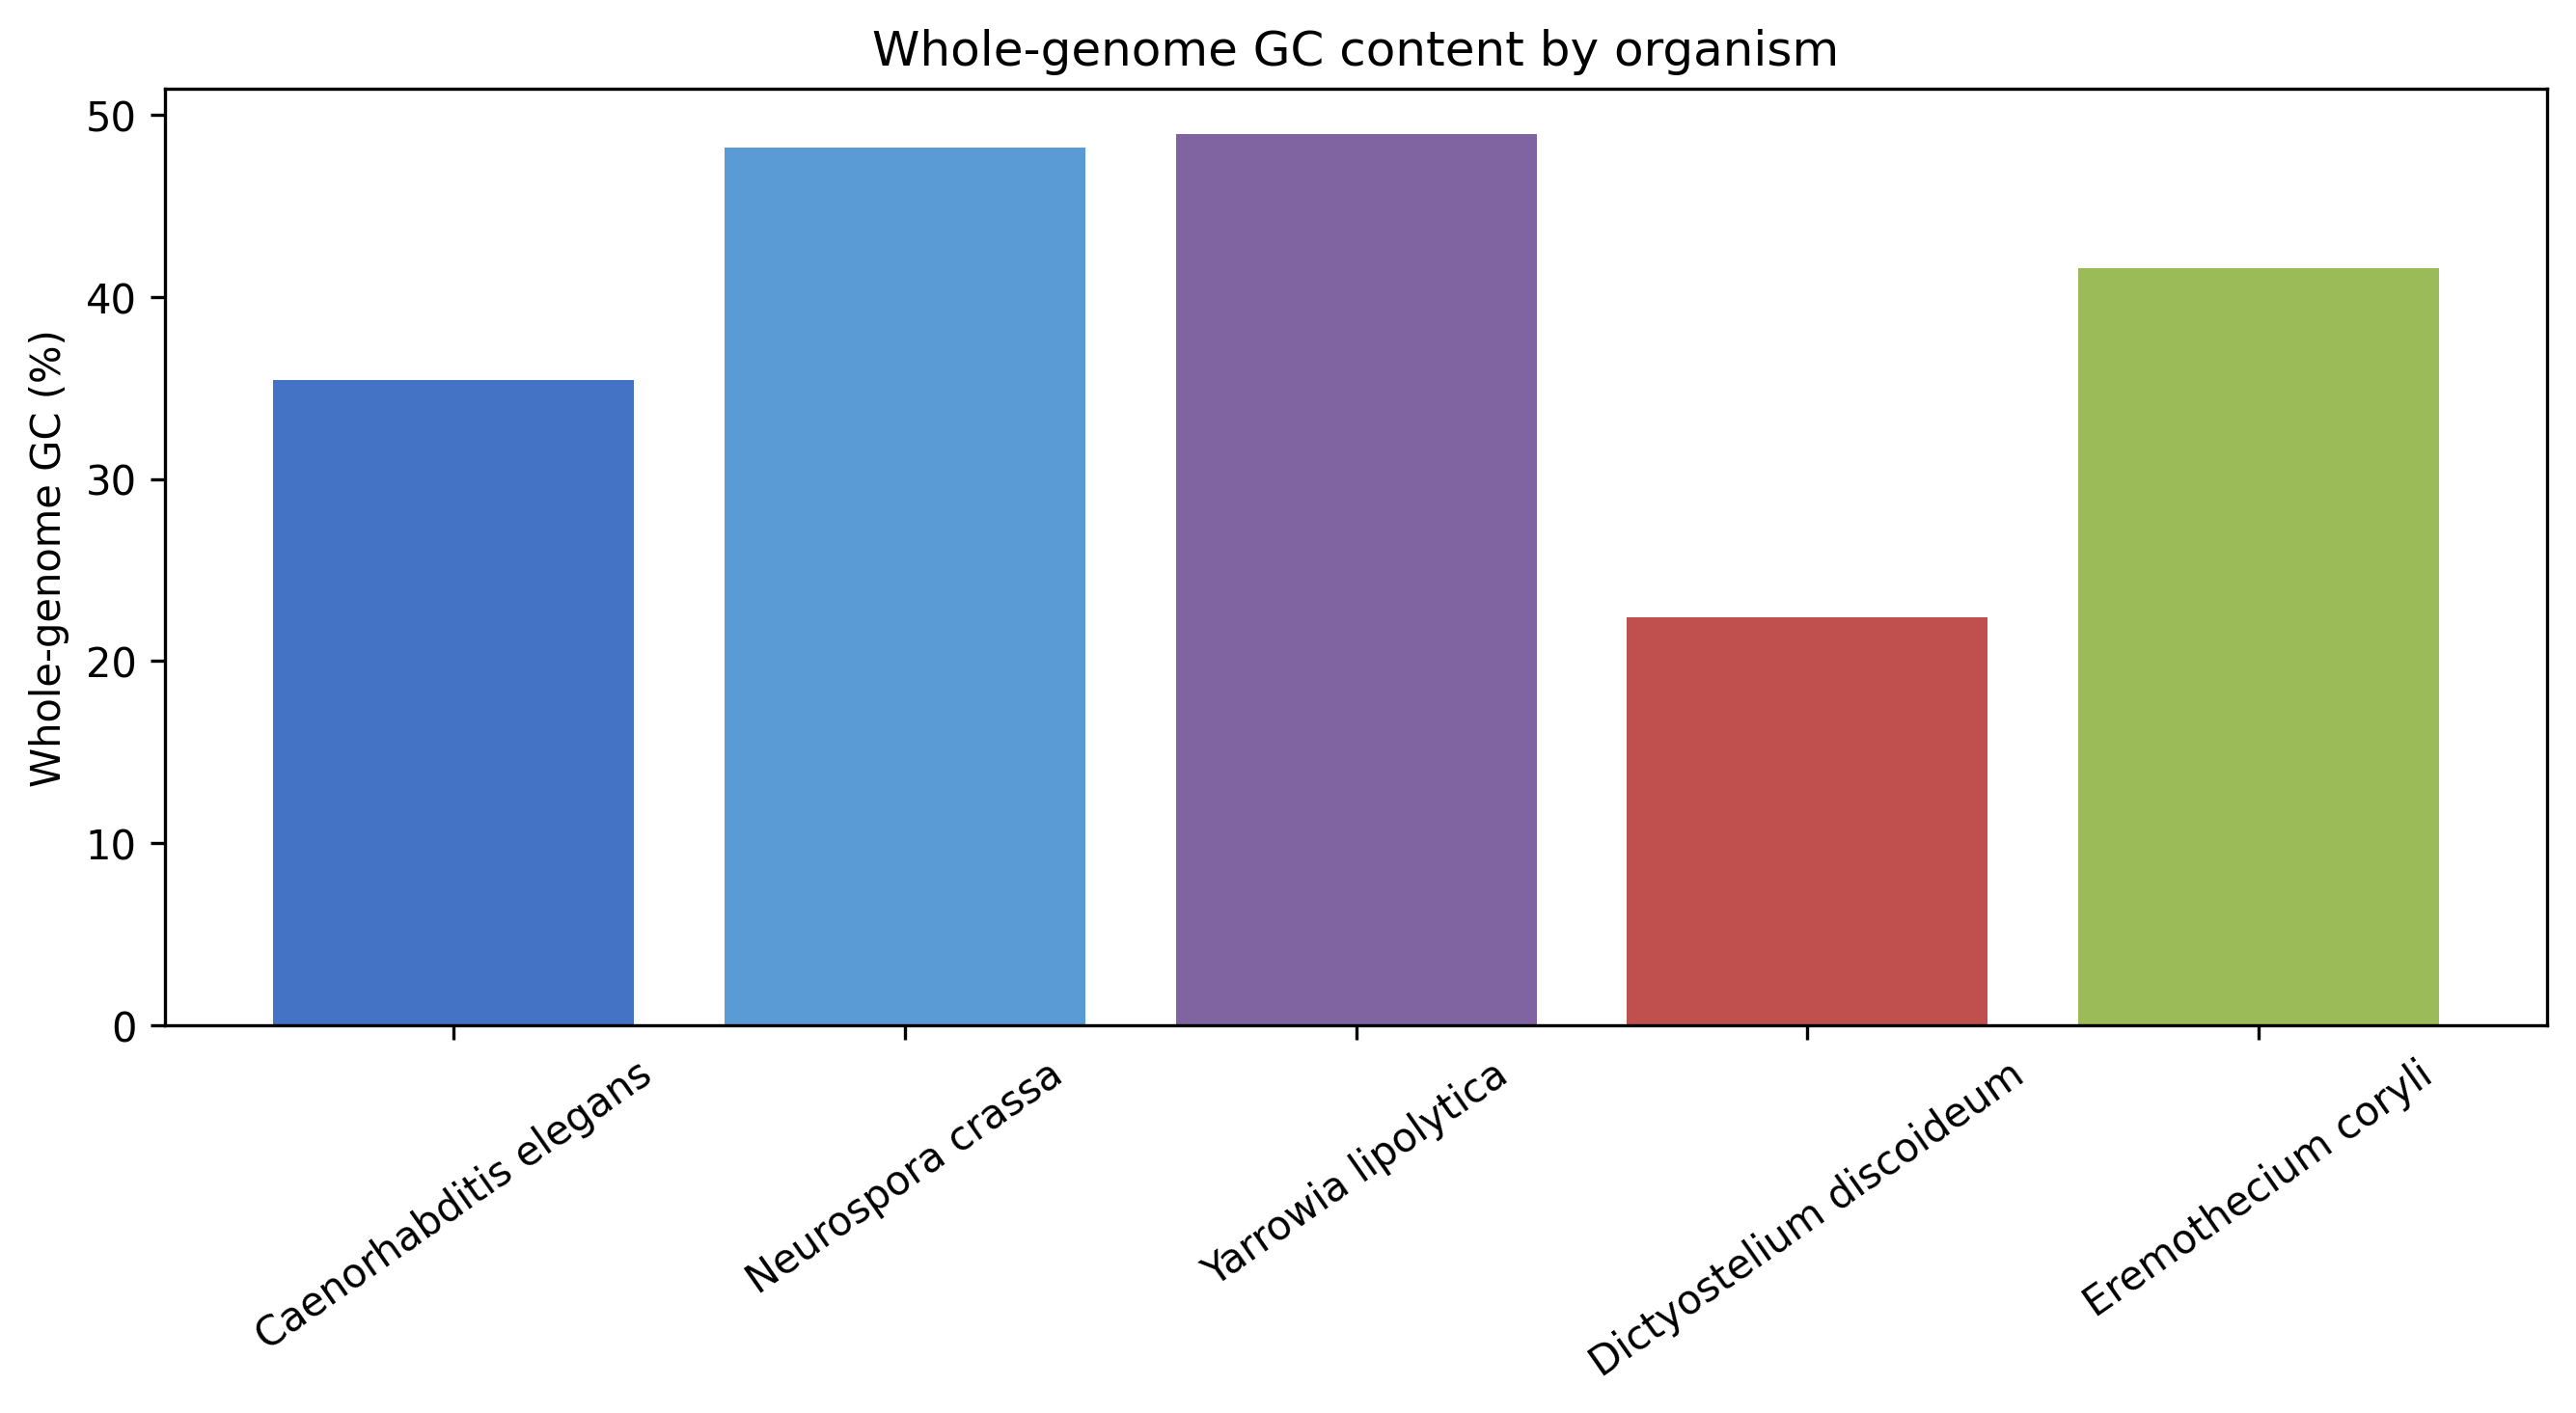 Whole-genome GC content by organism
Whole-genome GC (%)
50
40
30
20
10
0
Caenorhabditis elegans
Neurospora crassa
Yarrowia lipolytica
Dictyostelium discoideum
Eremothecium coryli